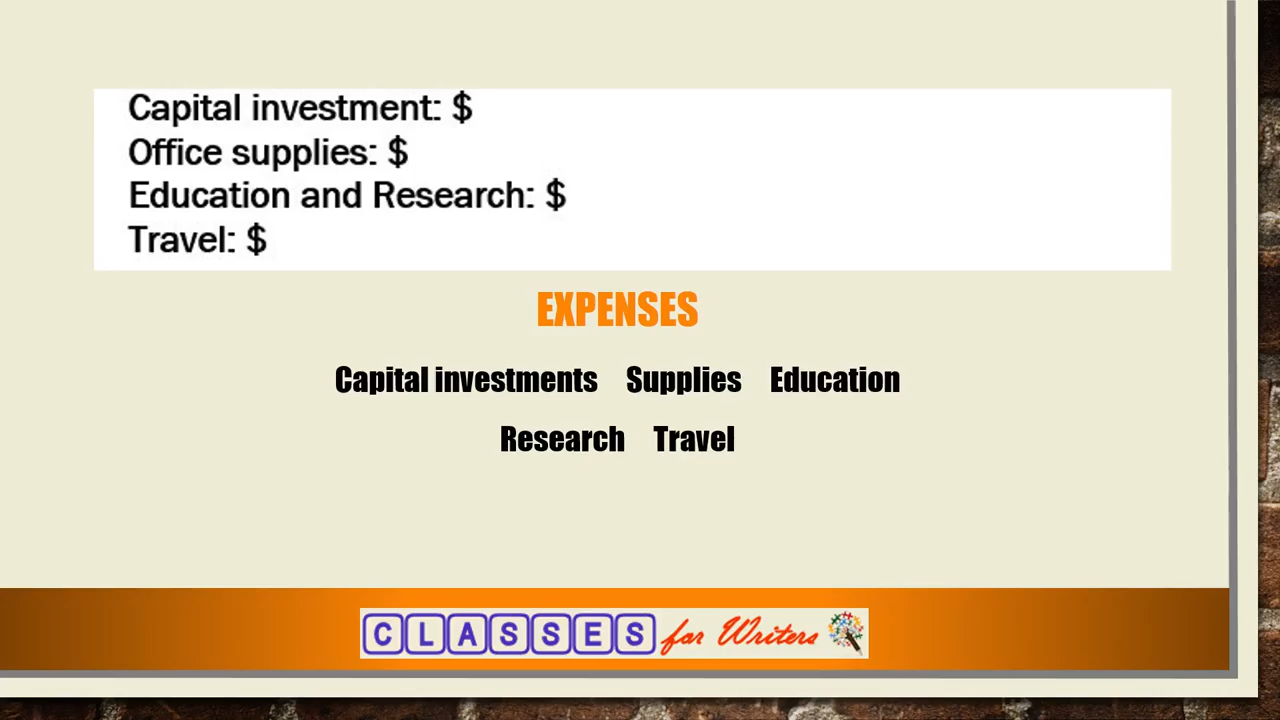 Capital investment: $
Office supplies: $
Education and Research: $
Travel: $
EXPENSES
Capital investments Supplies Education
Research Travel
CLASSES for Writers